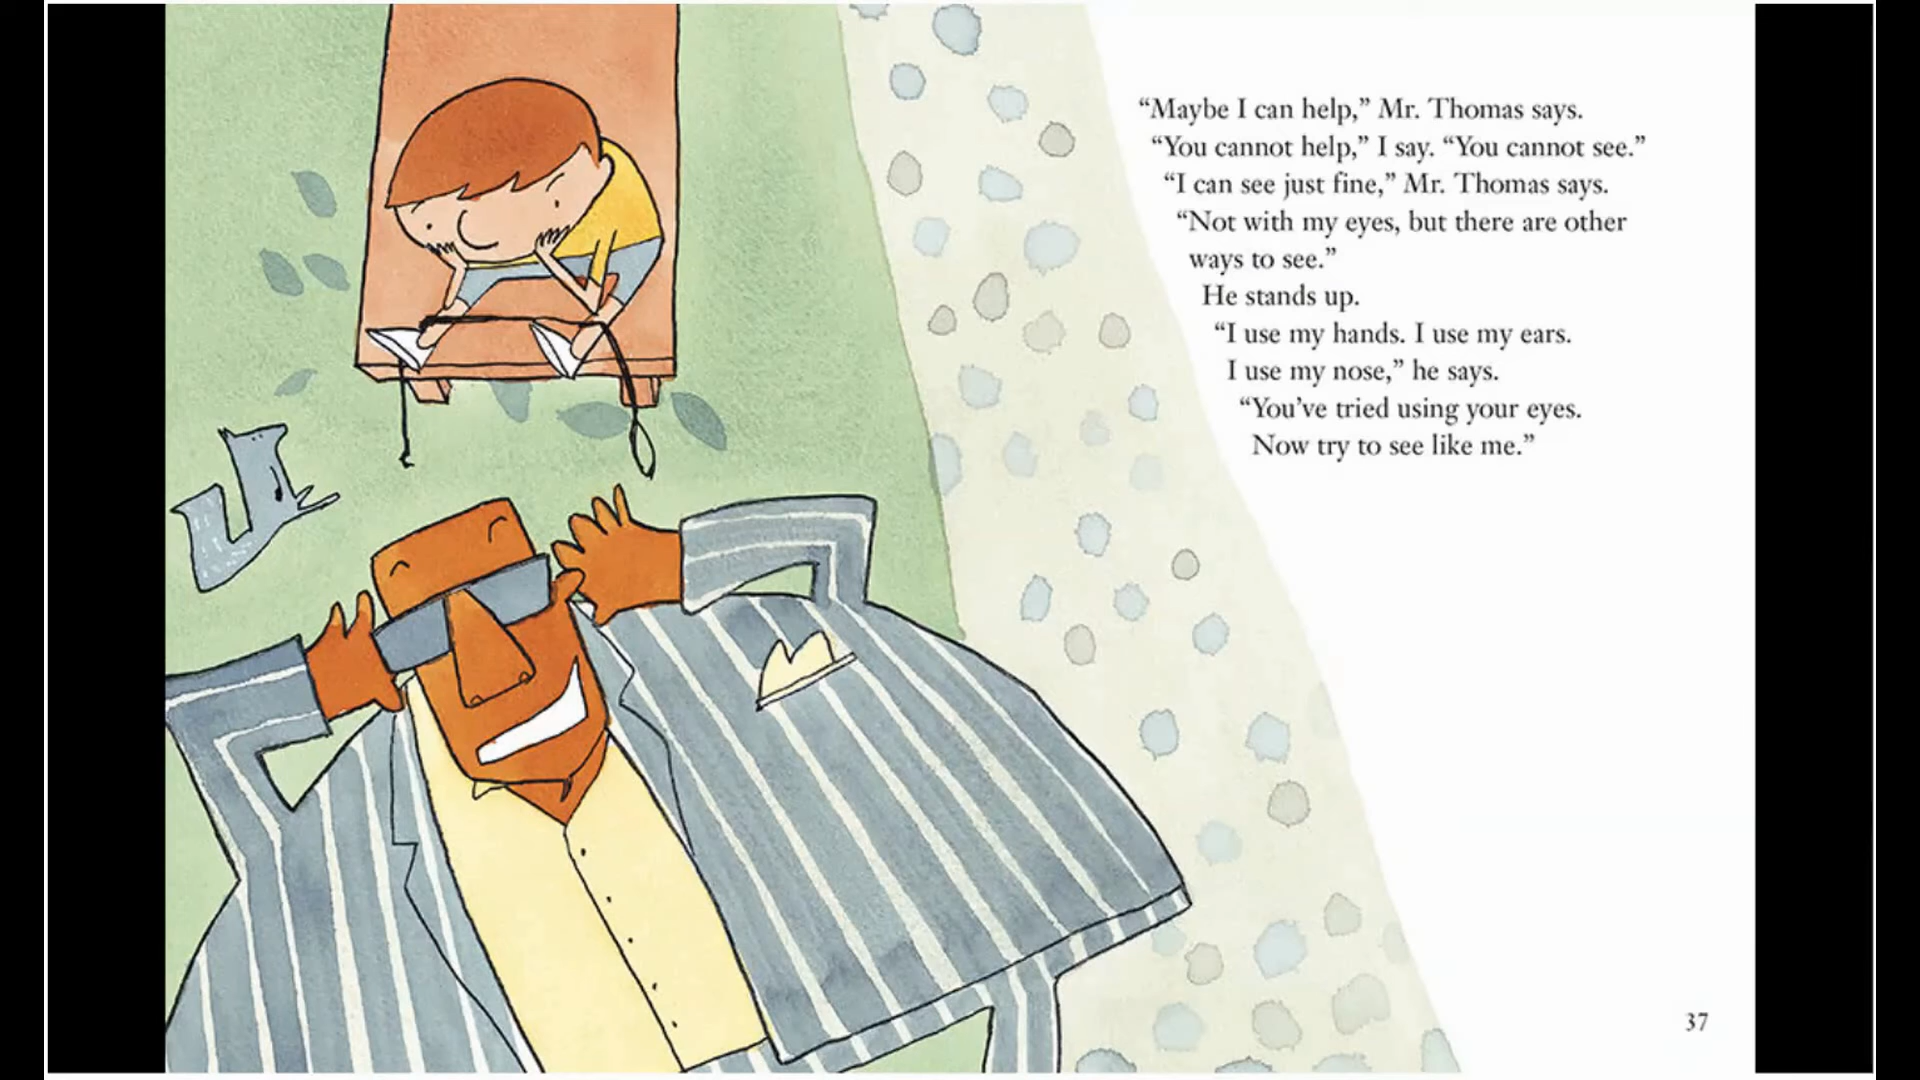 “Maybe I can help,” Mr. Thomas says.
“You cannot help,” I say. “You cannot see.”
“I can see just fine,” Mr. Thomas says.
“Not with my eyes, but there are other
ways to see.”
He stands up.
“I use my hands. I use my ears.
I use my nose,” he says.
“You’ve tried using your eyes.
Now try to see like me.”
37